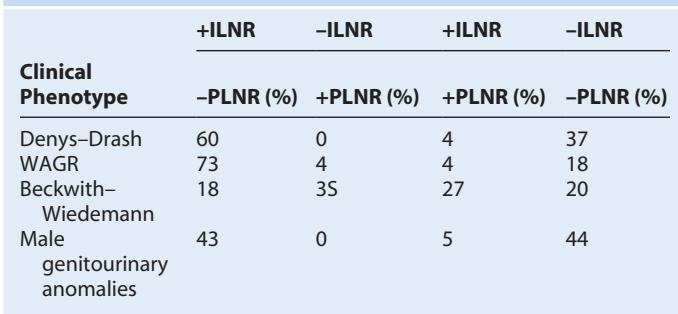 +ILNR –ILNR +ILNR –ILNR
Clinical
Phenotype –PLNR (%) +PLNR (%) +PLNR (%) –PLNR (%)
Denys–Drash 60 0 4 37
WAGR 73 4 4 18
Beckwith– 18 3S 27 20
Wiedemann
Male 43 0 5 44
genitourinary
anomalies